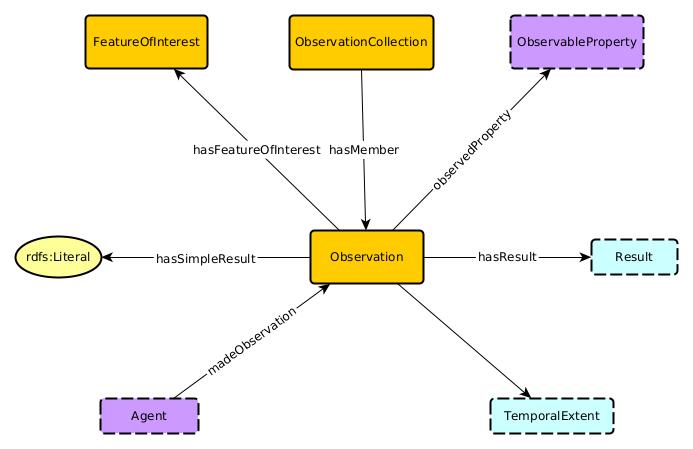 FeatureOfInterest
ObservationCollection
ObservableProperty
hasFeatureOfInterest
hasMember
observedProperty
rdfs:Literal
hasSimpleResult
Observation
hasResult
Result
madeObservation
Agent
TemporalExtent